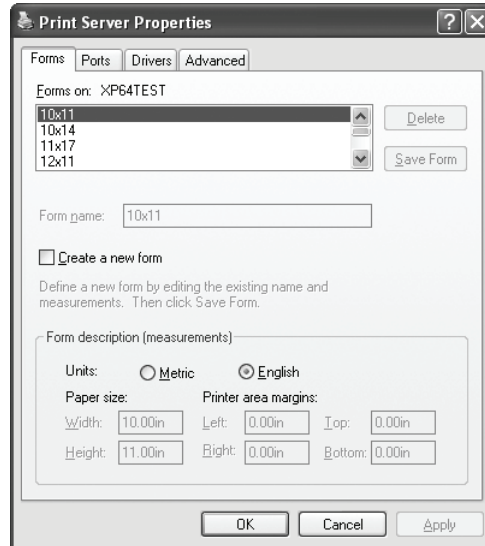 Print Server Properties
Forms Ports Drivers Advanced
Forms on: XP64TEST
10x11
10x14
11x17
12x11
Delete
Save Form
Form name: 10x11
Create a new form
Define a new form by editing the existing name and
measurements. Then click Save Form.
Form description (measurements)
Units: Metric English
Paper size: Printer area margins:
Width: 10.00in Left: 0.00in Top: 0.00in
Height: 11.00in Right: 0.00in Bottom: 0.00in
OK Cancel Apply